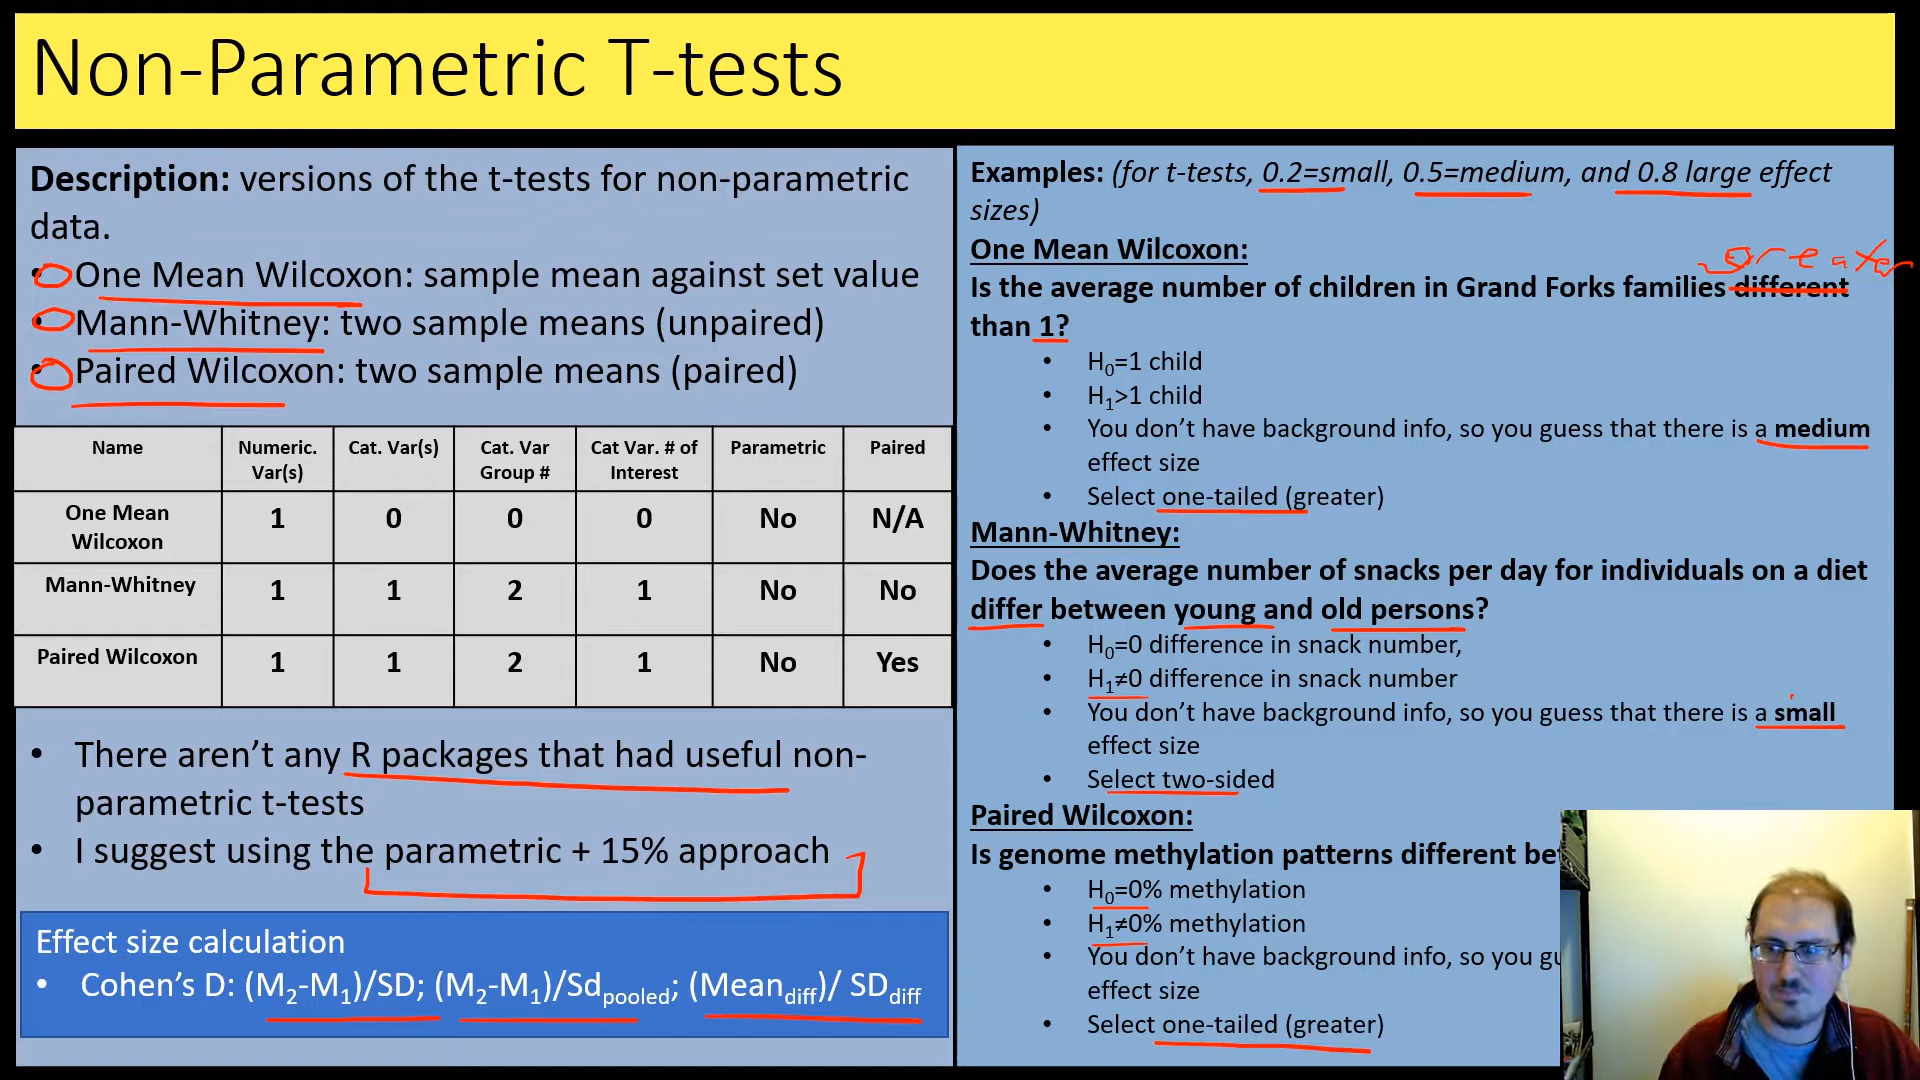 Non-Parametric T-tests
Description: versions of the t-tests for non-parametric
data.
• One Mean Wilcoxon: sample mean against set value
• Mann-Whitney: two sample means (unpaired)
• Paired Wilcoxon: two sample means (paired)
Name Numeric. Var(s) Cat. Var(s) Cat. Var Group # Cat Var. # of Interest Parametric Paired
One Mean Wilcoxon 1 0 0 0 No N/A
Mann-Whitney 1 1 2 1 No No
Paired Wilcoxon 1 1 2 1 No Yes
• There aren’t any R packages that had useful non-
parametric t-tests
• I suggest using the parametric + 15% approach
Effect size calculation
• Cohen’s D: (M2-M1)/SD; (M2-M1)/Sdpooled; (Meandiff)/ SDdiff
Examples: (for t-tests, 0.2=small, 0.5=medium, and 0.8 large effect
sizes)
One Mean Wilcoxon:
greater
Is the average number of children in Grand Forks families different
than 1?
• H0=1 child
• H1>1 child
• You don’t have background info, so you guess that there is a medium
effect size
• Select one-tailed (greater)
Mann-Whitney:
Does the average number of snacks per day for individuals on a diet
differ between young and old persons?
• H0=0 difference in snack number,
• H1≠0 difference in snack number
• You don’t have background info, so you guess that there is a small
effect size
• Select two-sided
Paired Wilcoxon:
Is genome methylation patterns different
• H0=0% methylation
• H1≠0% methylation
• You don’t have background info, so you
effect size
• Select one-tailed (greater)